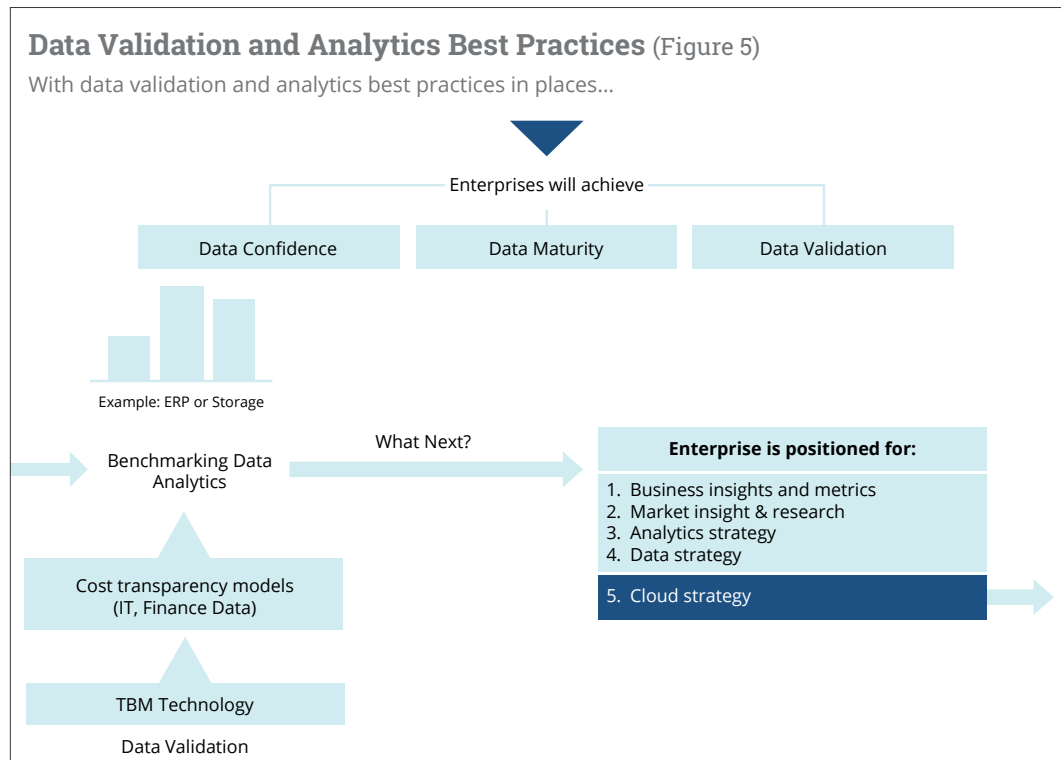 Data Validation and Analytics Best Practices (Figure 5)
With data validation and analytics best practices in places...
Enterprises will achieve
Data Confidence
Data Maturity
Data Validation
Example: ERP or Storage
Benchmarking Data
Analytics
What Next?
Enterprise is positioned for:
1. Business insights and metrics
2. Market insight & research
3. Analytics strategy
4. Data strategy
5. Cloud strategy
Cost transparency models
(IT, Finance Data)
TBM Technology
Data Validation